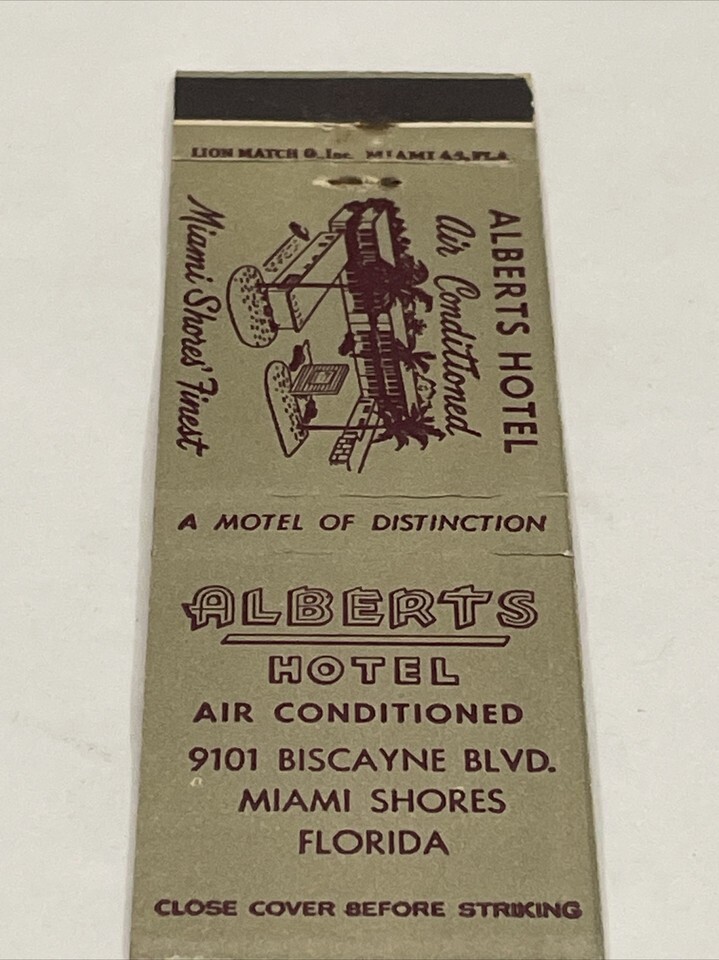 LION MATCH CO., Inc. MIAMI 45, FLA
ALBERTS HOTEL
Air Conditioned
Miami Shores' Finest
A MOTEL OF DISTINCTION
ALBERTS
HOTEL
AIR CONDITIONED
9101 BISCAYNE BLVD.
MIAMI SHORES
FLORIDA
CLOSE COVER BEFORE STRIKING